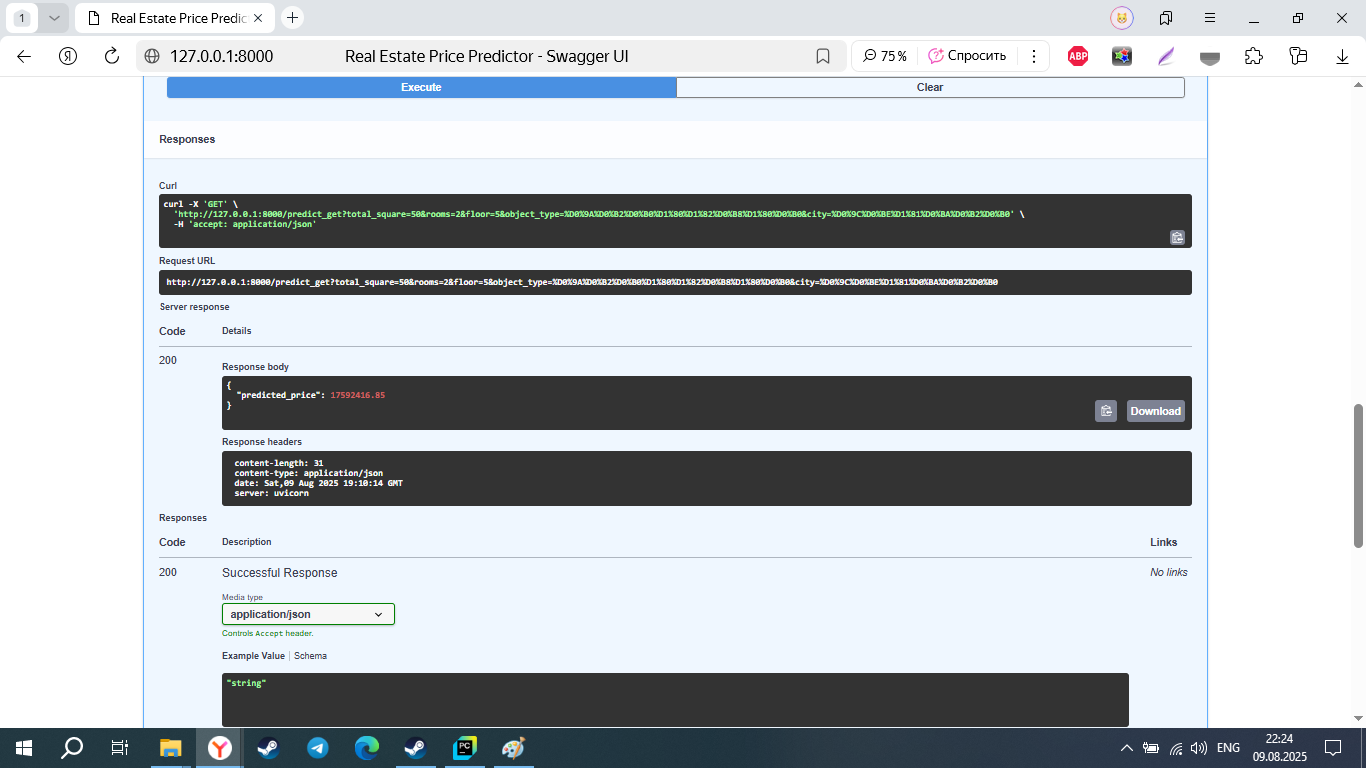 1
Real Estate Price Predic
127.0.0.1:8000
Real Estate Price Predictor - Swagger UI
75%
Спросить
ABP
Execute
Clear
Responses
Curl
curl -X 'GET' \
'http://127.0.0.1:8000/predict_get?total_square=50&rooms=2&floor=5&object_type=%D0%9A%D0%B2%D0%B0%D1%80%D1%82%D0%B8%D1%80%D0%B0&city=%D0%9C%D0%BE%D1%81%D0%BA%D0%B2%D0%B0' \
-H 'accept: application/json'
Request URL
http://127.0.0.1:8000/predict_get?total_square=50&rooms=2&floor=5&object_type=%D0%9A%D0%B2%D0%B0%D1%80%D1%82%D0%B8%D1%80%D0%B0&city=%D0%9C%D0%BE%D1%81%D0%BA%D0%B2%D0%B0
Server response
Code Details
200
Response body
{
"predicted_price": 17592416.85
}
Download
Response headers
content-length: 31
content-type: application/json
date: Sat,09 Aug 2025 19:10:14 GMT
server: uvicorn
Responses
Code Description Links
200 Successful Response No links
Media type
application/json
Controls Accept header.
Example Value Schema
"string"
PC
ENG
22:24
09.08.2025